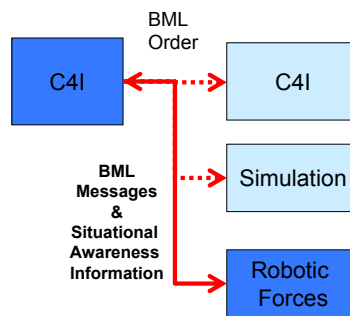 BML
Order
C4I
C4I
BML
Messages
&
Situational
Awareness
Information
Simulation
Robotic
Forces